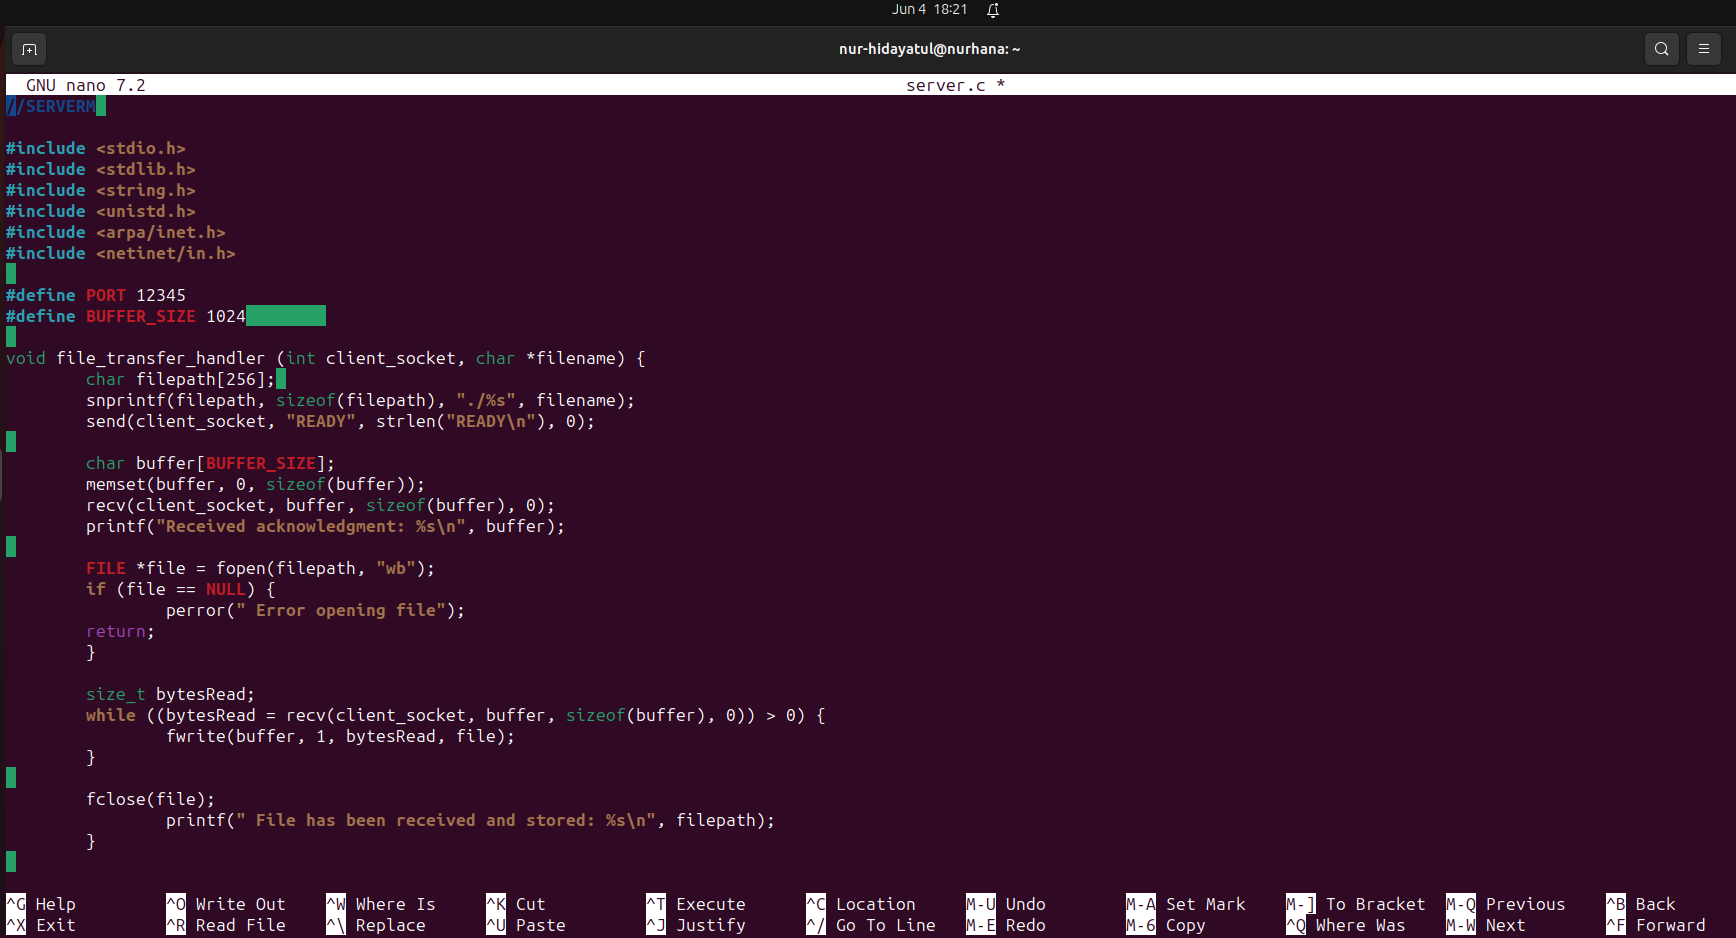 Jun 4 18:21
nur-hidayatul@nurhana: ~
GNU nano 7.2 server.c *
//SERVERM
#include <stdio.h>
#include <stdlib.h>
#include <string.h>
#include <unistd.h>
#include <arpa/inet.h>
#include <netinet/in.h>
#define PORT 12345
#define BUFFER_SIZE 1024
void file_transfer_handler (int client_socket, char *filename) {
char filepath[256];
snprintf(filepath, sizeof(filepath), "./%s", filename);
send(client_socket, "READY", strlen("READY\n"), 0);
char buffer[BUFFER_SIZE];
memset(buffer, 0, sizeof(buffer));
recv(client_socket, buffer, sizeof(buffer), 0);
printf("Received acknowledgment: %s\n", buffer);
FILE *file = fopen(filepath, "wb");
if (file == NULL) {
perror(" Error opening file");
return;
}
size_t bytesRead;
while ((bytesRead = recv(client_socket, buffer, sizeof(buffer), 0)) > 0) {
fwrite(buffer, 1, bytesRead, file);
}
fclose(file);
printf(" File has been received and stored: %s\n", filepath);
}
^G Help ^O Write Out ^W Where Is ^K Cut ^T Execute ^C Location M-U Undo M-A Set Mark M-] To Bracket M-Q Previous ^B Back
^X Exit ^R Read File ^\ Replace ^U Paste ^J Justify ^/ Go To Line M-E Redo M-6 Copy ^Q Where Was M-W Next ^F Forward